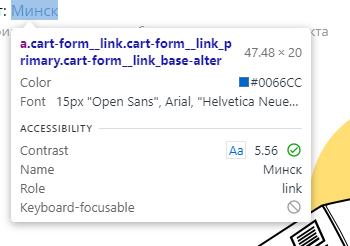 т: Минск
кта
a.cart-form__link.cart-form__link_p
rimary.cart-form__link_base-alter
47.48 × 20
Color #0066CC
Font 15px "Open Sans", Arial, "Helvetica Neue...
ACCESSIBILITY
Contrast Aa 5.56
Name Минск
Role link
Keyboard-focusable